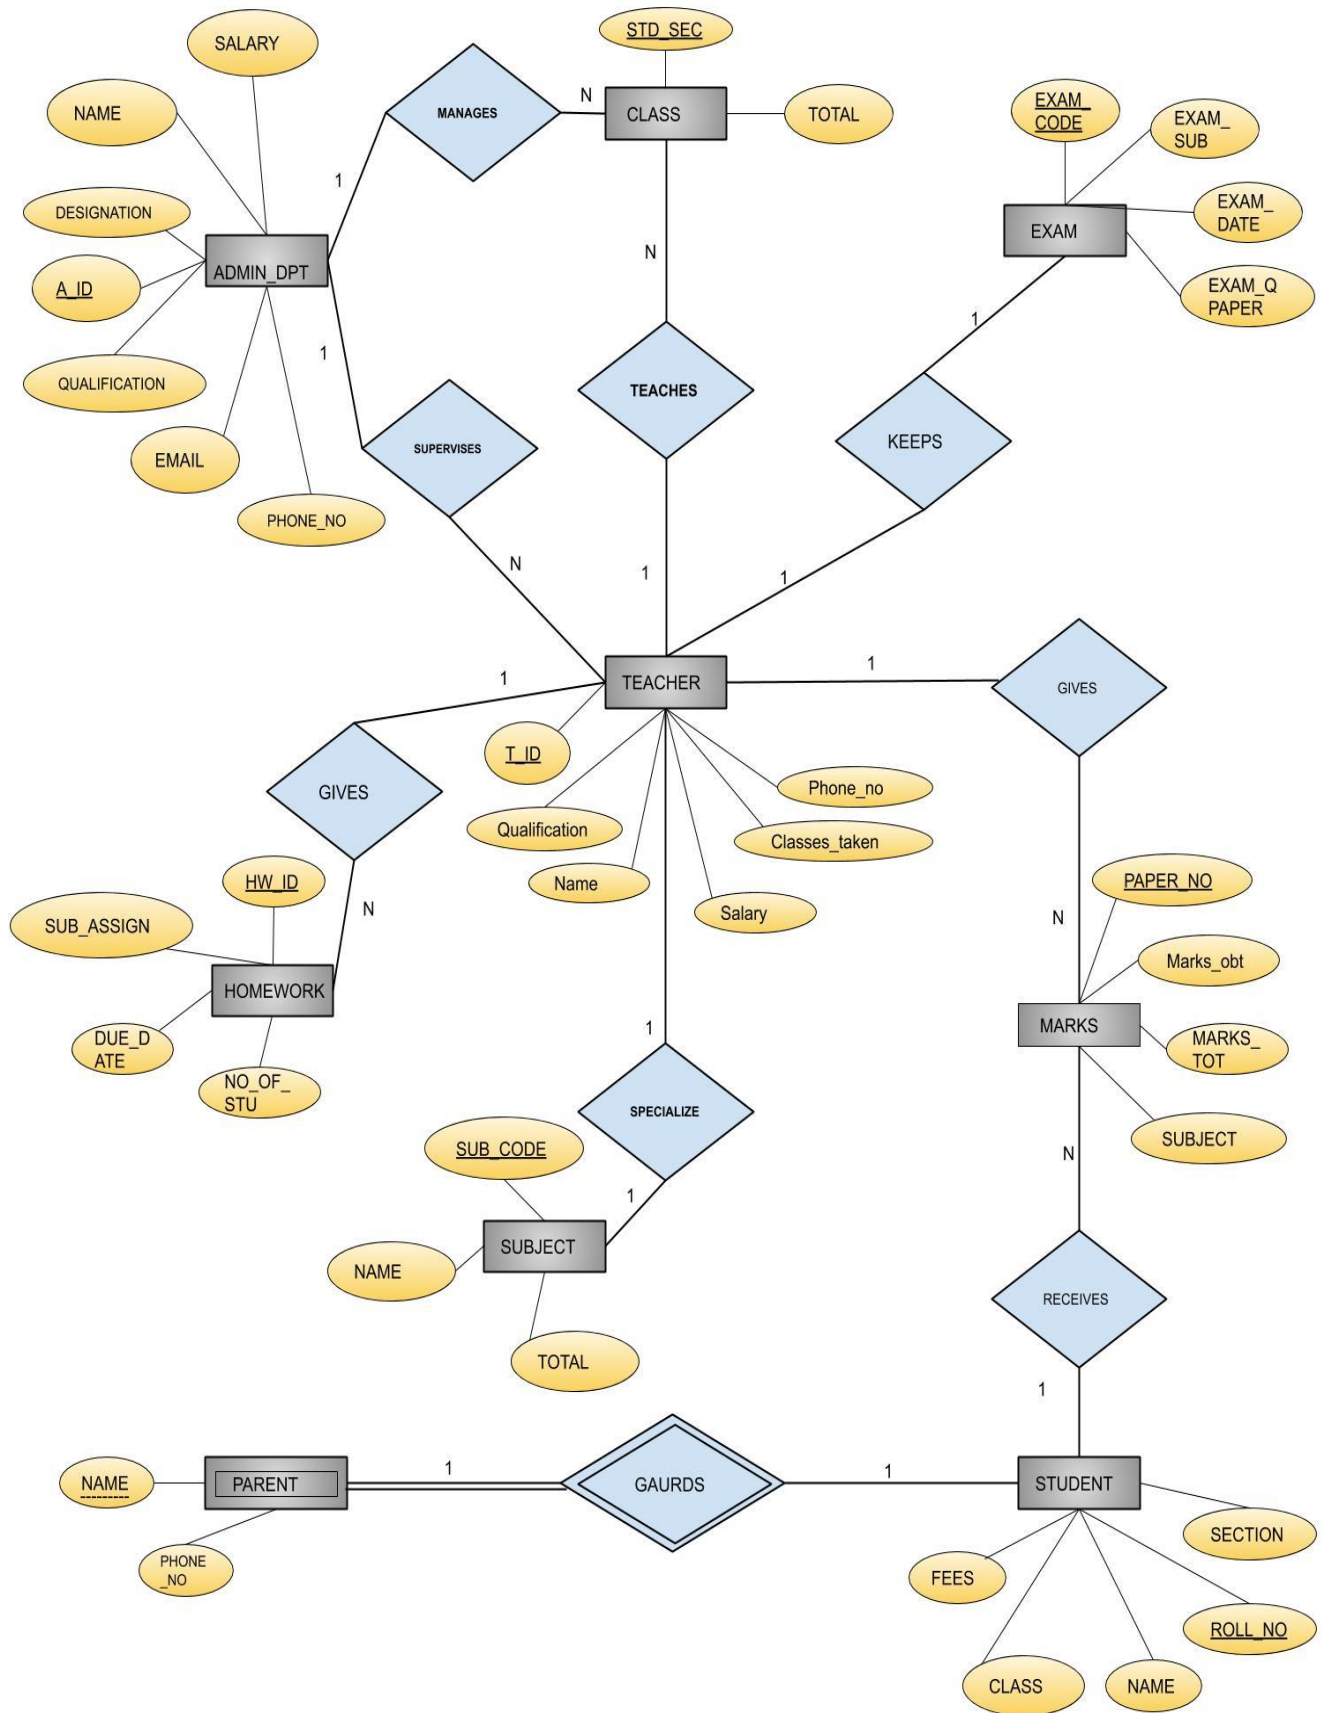 STD_SEC
SALARY
MANAGES
N
CLASS
TOTAL
NAME
EXAM_
CODE
EXAM_
SUB
1
DESIGNATION
EXAM_
DATE
EXAM
ADMIN_DPT
N
A_ID
EXAM_Q
PAPER
1
1
QUALIFICATION
TEACHES
SUPERVISES
KEEPS
EMAIL
PHONE_NO
N
1
1
1
1
TEACHER
GIVES
T_ID
GIVES
Phone_no
Qualification
Classes_taken
Name
Salary
HW_ID
PAPER_NO
N
N
SUB_ASSIGN
Marks_obt
HOMEWORK
MARKS
MARKS_
TOT
DUE_D
ATE
1
NO_OF_
STU
SPECIALIZE
SUBJECT
SUB_CODE
N
1
SUBJECT
NAME
RECEIVES
TOTAL
1
1
1
NAME
PARENT
GAURDS
STUDENT
SECTION
PHONE
_NO
FEES
ROLL_NO
CLASS
NAME